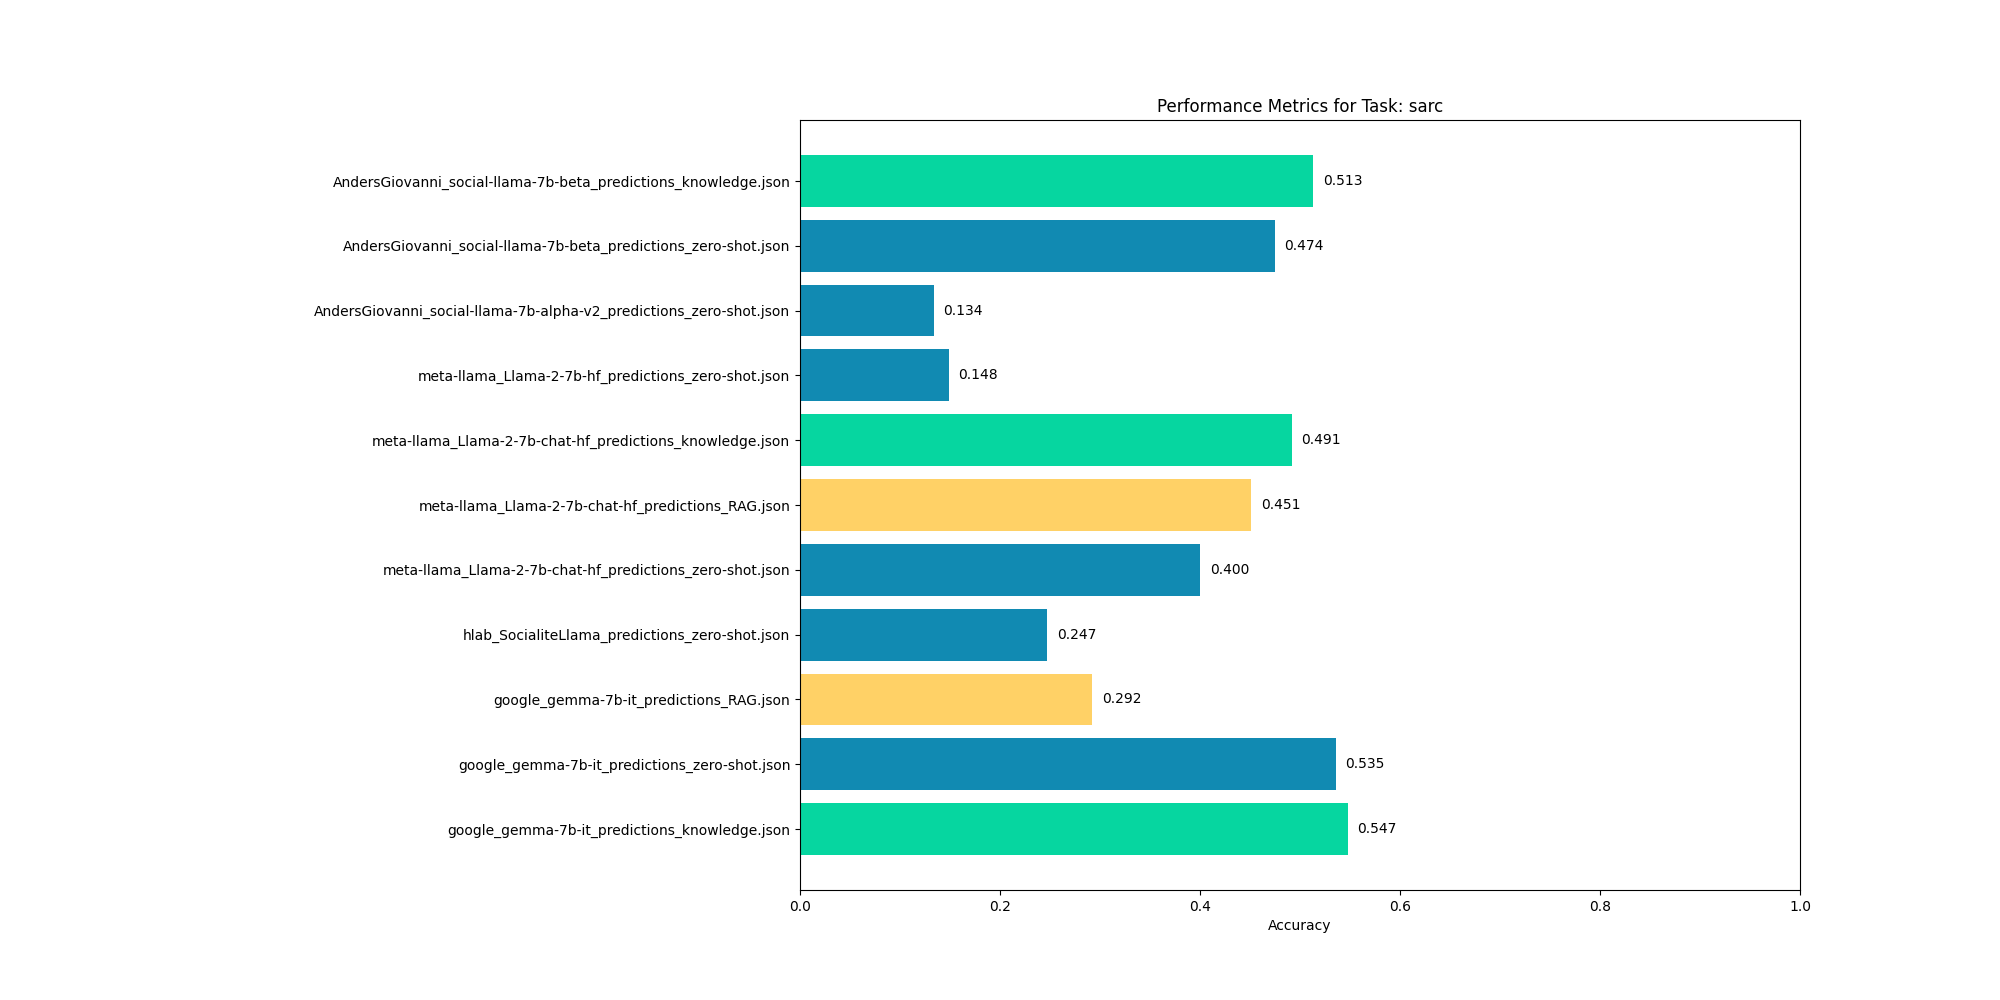 Performance Metrics for Task: sarc
AndersGiovanni_social-llama-7b-beta_predictions_knowledge.json
0.513
AndersGiovanni_social-llama-7b-beta_predictions_zero-shot.json
0.474
AndersGiovanni_social-llama-7b-alpha-v2_predictions_zero-shot.json
0.134
meta-llama_Llama-2-7b-hf_predictions_zero-shot.json
0.148
meta-llama_Llama-2-7b-chat-hf_predictions_knowledge.json
0.491
meta-llama_Llama-2-7b-chat-hf_predictions_RAG.json
0.451
meta-llama_Llama-2-7b-chat-hf_predictions_zero-shot.json
0.400
hlab_SocialiteLlama_predictions_zero-shot.json
0.247
google_gemma-7b-it_predictions_RAG.json
0.292
google_gemma-7b-it_predictions_zero-shot.json
0.535
google_gemma-7b-it_predictions_knowledge.json
0.547
0.0 0.2 0.4 0.6 0.8 1.0
Accuracy